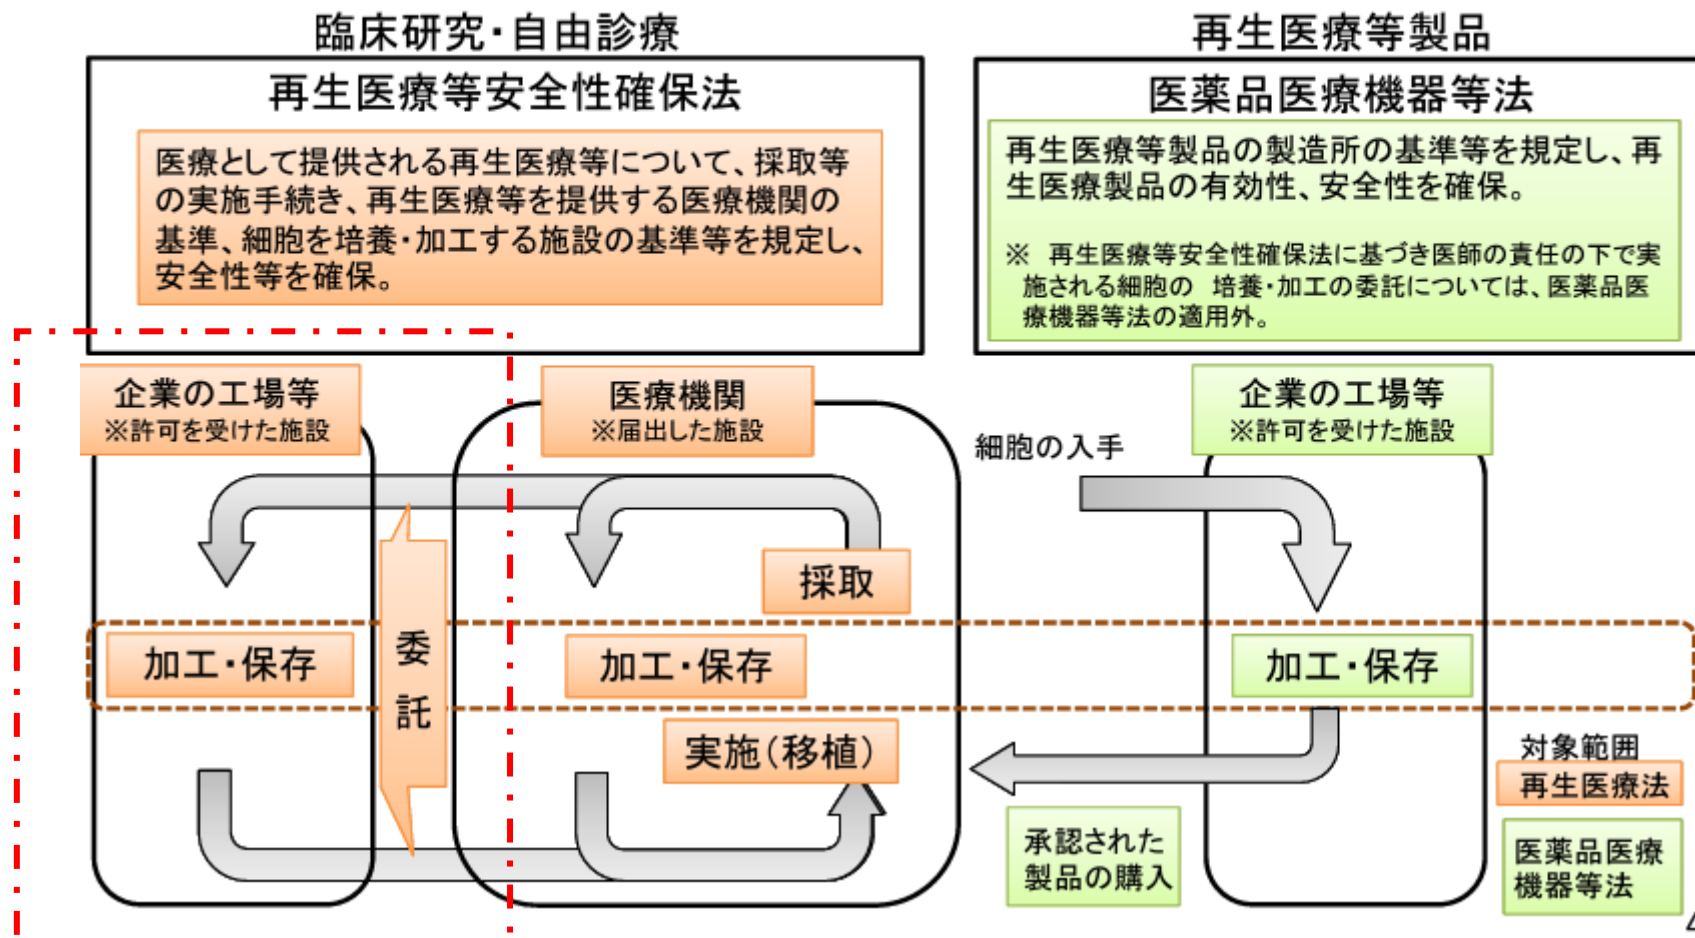 臨床研究・自由診療
再生医療等安全性確保法
医療として提供される再生医療等について、採取等
の実施手続き、再生医療等を提供する医療機関の
基準、細胞を培養・加工する施設の基準等を規定し、
安全性等を確保。
再生医療等製品
医薬品医療機器等法
再生医療等製品の製造所の基準等を規定し、再
生医療製品の有効性、安全性を確保。
※　再生医療等安全性確保法に基づき医師の責任の下で実
施される細胞の　培養・加工の委託については、医薬品医
療機器等法の適用外。
企業の工場等
※許可を受けた施設
医療機関
※届出した施設
細胞の入手
企業の工場等
※許可を受けた施設
採取
加工・保存
委託
加工・保存
加工・保存
実施（移植）
承認された
製品の購入
対象範囲
再生医療法
医薬品医療
機器等法